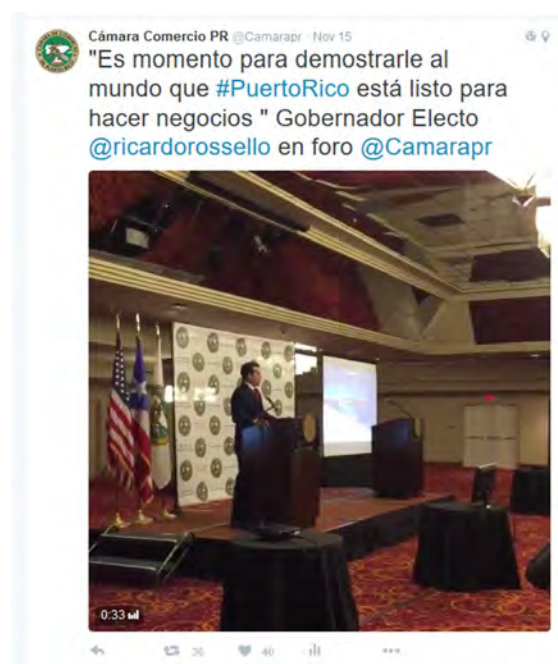 Cámara Comercio PR @Camarapr · Nov 15
"Es momento para demostrarle al
mundo que #PuertoRico está listo para
hacer negocios " Gobernador Electo
@ricardorossello en foro @Camarapr
0:33
36 40